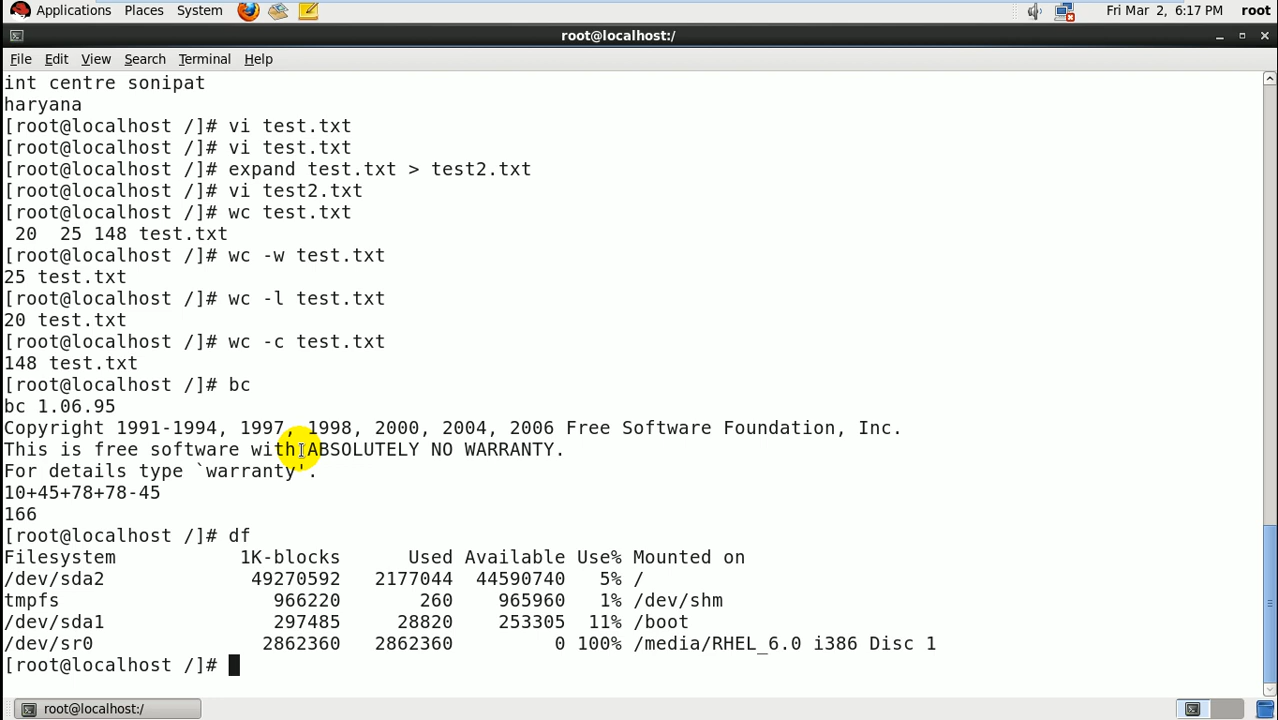 Applications Places System Fri Mar 2, 6:17 PM root
root@localhost:/
File Edit View Search Terminal Help
int centre sonipat
haryana
[root@localhost /]# vi test.txt
[root@localhost /]# vi test.txt
[root@localhost /]# expand test.txt > test2.txt
[root@localhost /]# vi test2.txt
[root@localhost /]# wc test.txt
 20  25 148 test.txt
[root@localhost /]# wc -w test.txt
25 test.txt
[root@localhost /]# wc -l test.txt
20 test.txt
[root@localhost /]# wc -c test.txt
148 test.txt
[root@localhost /]# bc
bc 1.06.95
Copyright 1991-1994, 1997, 1998, 2000, 2004, 2006 Free Software Foundation, Inc.
This is free software with ABSOLUTELY NO WARRANTY.
For details type `warranty'.
10+45+78+78-45
166
[root@localhost /]# df
Filesystem           1K-blocks      Used Available Use% Mounted on
/dev/sda2             49270592   2177044  44590740   5% /
tmpfs                   966220       260    965960   1% /dev/shm
/dev/sda1               297485     28820    253305  11% /boot
/dev/sr0               2862360   2862360         0 100% /media/RHEL_6.0 i386 Disc 1
[root@localhost /]#
root@localhost:/